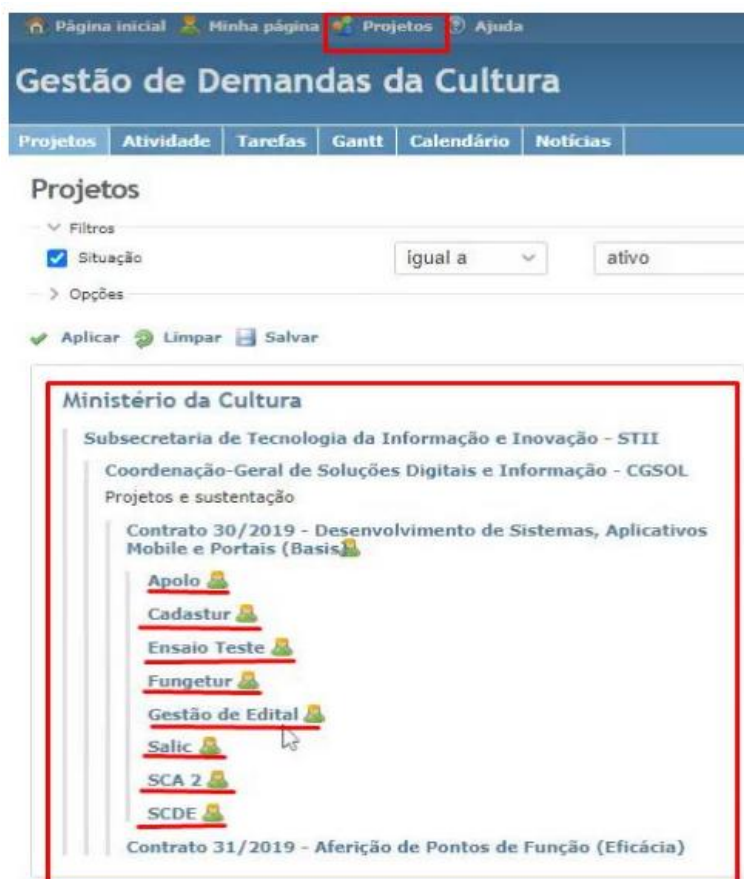 Página inicial Minha página Projetos Ajuda
Gestão de Demandas da Cultura
Projetos Atividade Tarefas Gantt Calendário Notícias
Projetos
Filtros
Situação igual a ativo
Opções
Aplicar Limpar Salvar
Ministério da Cultura
Subsecretaria de Tecnologia da Informação e Inovação - STII
Coordenação-Geral de Soluções Digitais e Informação - CGSOL
Projetos e sustentação
Contrato 30/2019 - Desenvolvimento de Sistemas, Aplicativos
Mobile e Portais (Basis)
Apolo
Cadastur
Ensaio Teste
Fungetur
Gestão de Edital
Salic
SCA 2
SCDE
Contrato 31/2019 - Aferição de Pontos de Função (Eficácia)